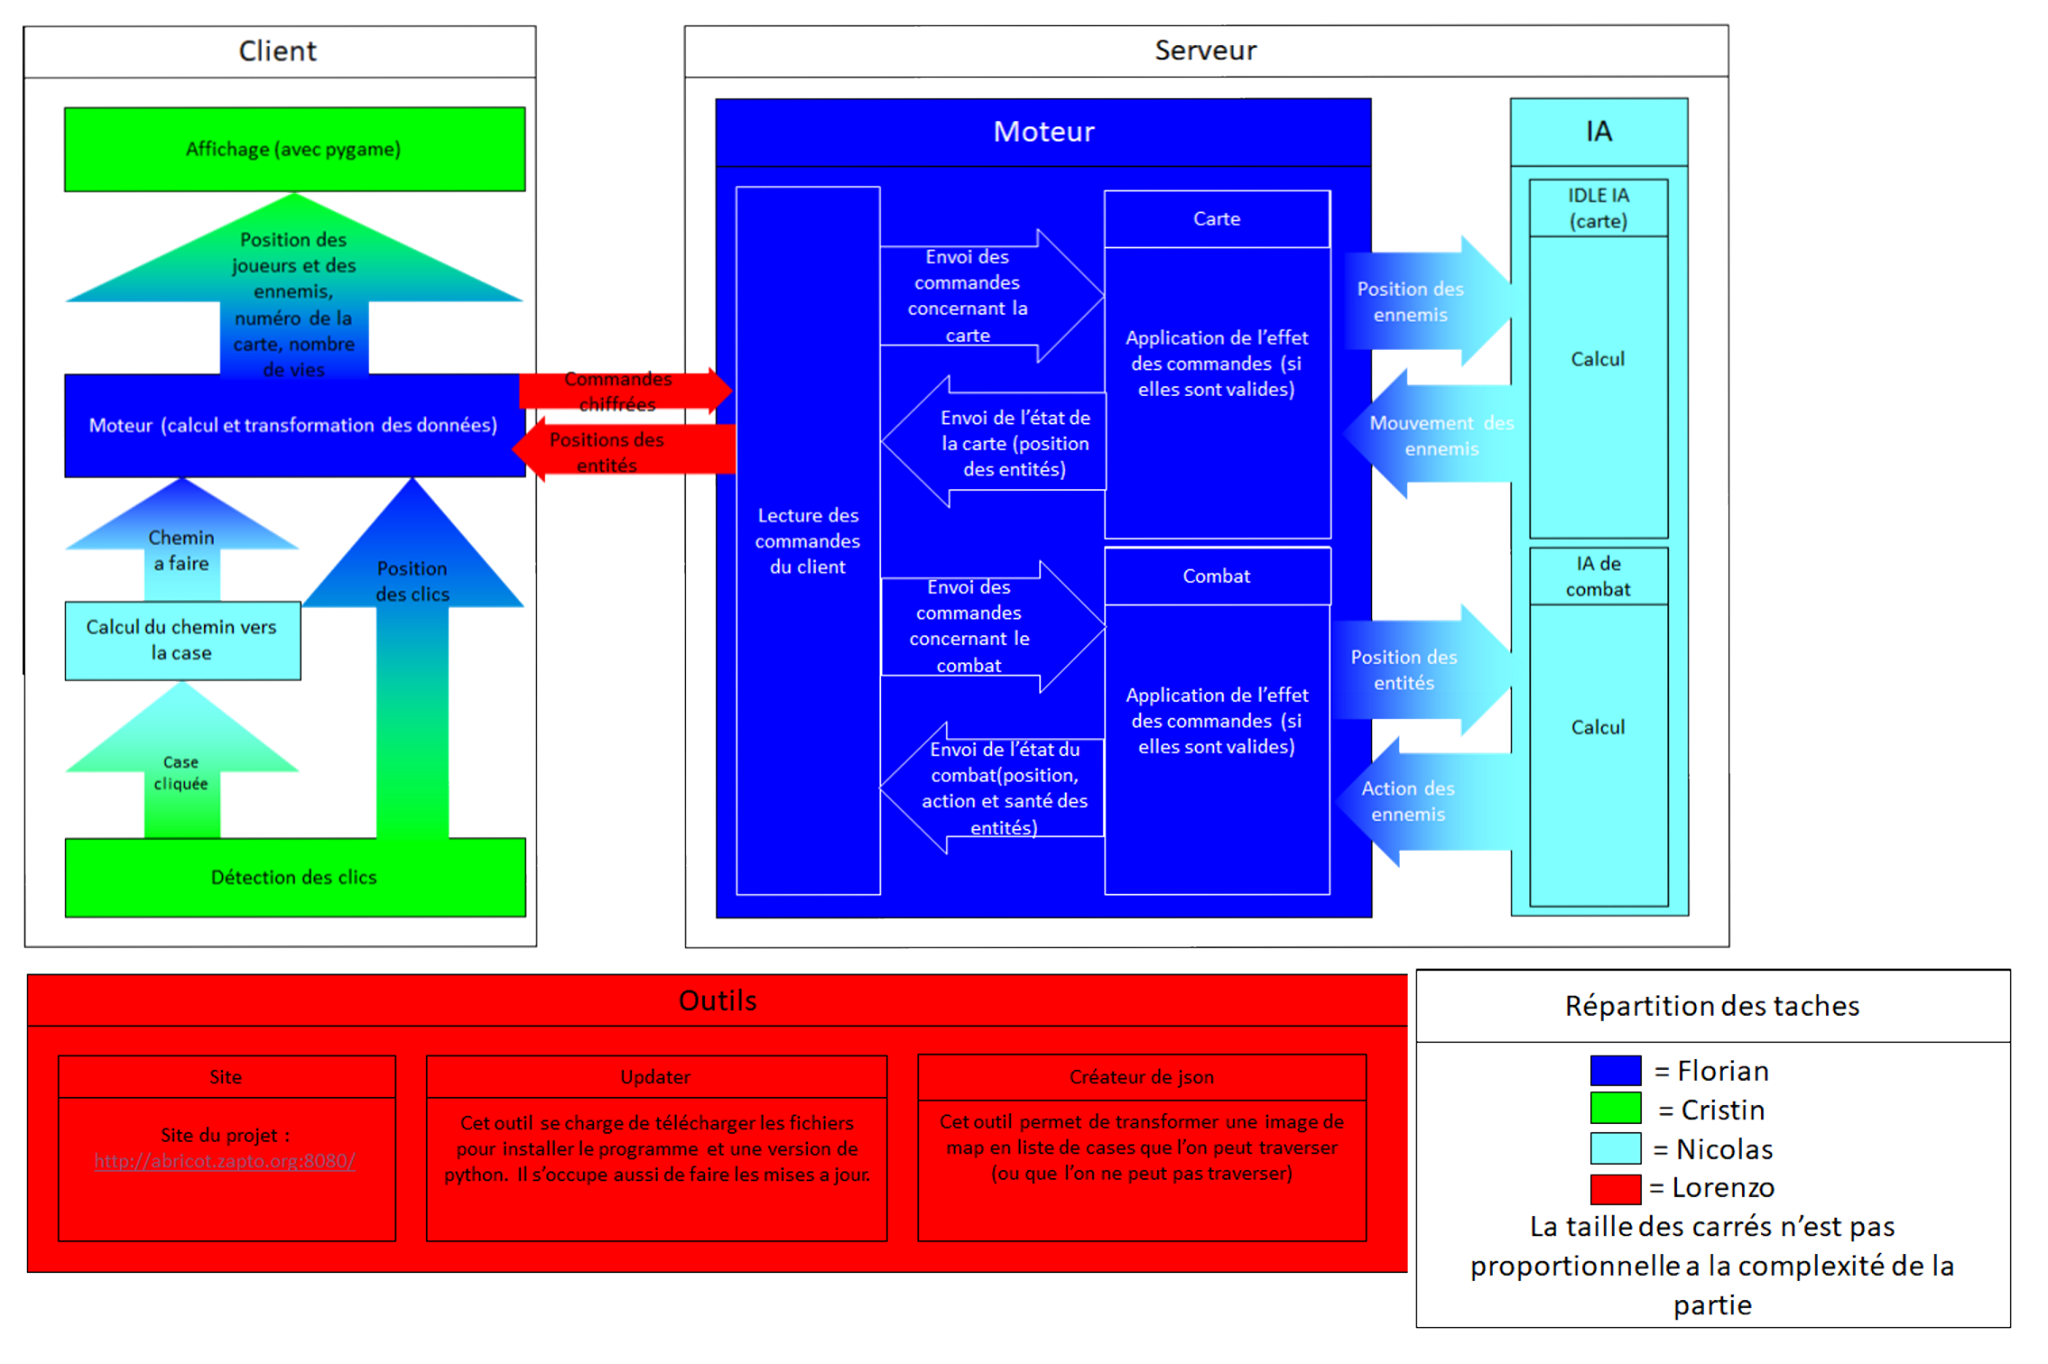 Client
Affichage (avec pygame)
Position des
joueurs et des
ennemis,
numéro de la
carte, nombre
de vies
Moteur (calcul et transformation des données)
Chemin
a faire
Position
des clics
Calcul du chemin vers
la case
Case
cliquée
Détection des clics
Commandes
chiffrées
Positions des
entités
Serveur
Moteur
Lecture des
commandes
du client
Envoi des
commandes
concernant la
carte
Envoi de l’état de
la carte (position
des entités)
Envoi des
commandes
concernant le
combat
Envoi de l’état du
combat(position,
action et santé des
entités)
Carte
Application de l’effet
des commandes (si
elles sont valides)
Combat
Application de l’effet
des commandes (si
elles sont valides)
Position des
ennemis
Mouvement des
ennemis
Position des
entités
Action des
ennemis
IA
IDLE IA
(carte)
Calcul
IA de
combat
Calcul
Outils
Site
Site du projet :
http://abricot.zapto.org:8080/
Updater
Cet outil se charge de télécharger les fichiers
pour installer le programme et une version de
python. Il s’occupe aussi de faire les mises a jour.
Créateur de json
Cet outil permet de transformer une image de
map en liste de cases que l’on peut traverser
(ou que l’on ne peut pas traverser)
Répartition des taches
= Florian
= Cristin
= Nicolas
= Lorenzo
La taille des carrés n’est pas
proportionnelle a la complexité de la
partie